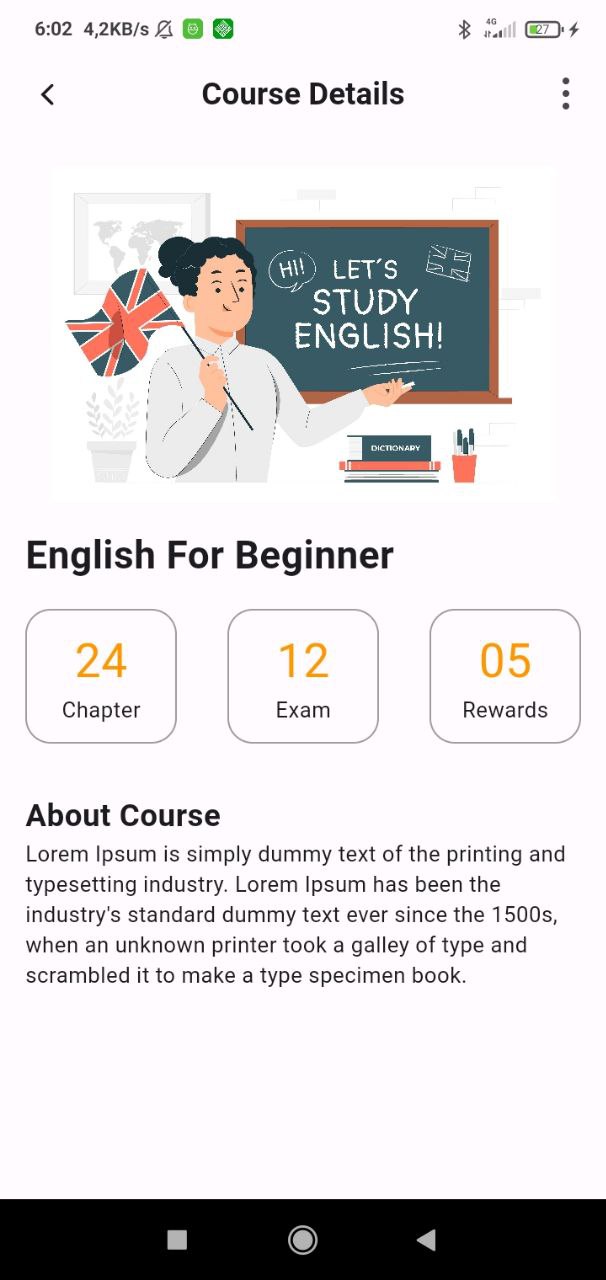 6:02 4,2KB/s 4G 27
Course Details
HI!
LET'S
STUDY
ENGLISH!
DICTIONARY
English For Beginner
24 12 05
Chapter Exam Rewards
About Course
Lorem Ipsum is simply dummy text of the printing and
typesetting industry. Lorem Ipsum has been the
industry's standard dummy text ever since the 1500s,
when an unknown printer took a galley of type and
scrambled it to make a type specimen book.